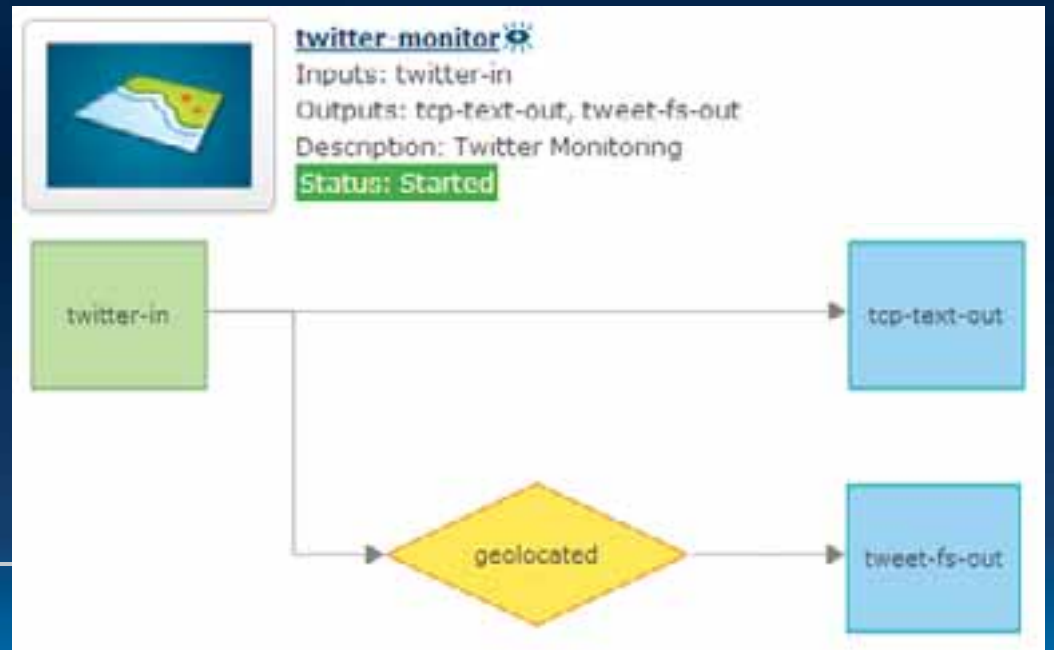 twitter-monitor
Inputs: twitter-in
Outputs: tcp-text-out, tweet-fs-out
Description: Twitter Monitoring
Status: Started
twitter-in
tcp-text-out
geolocated
tweet-fs-out